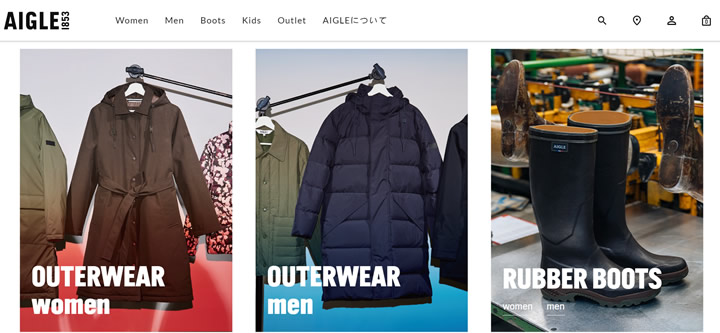 AIGLE 1853
Women Men Boots Kids Outlet AIGLEについて
0
AIGLE
OUTERWEAR
women
OUTERWEAR
men
RUBBER BOOTS
women men